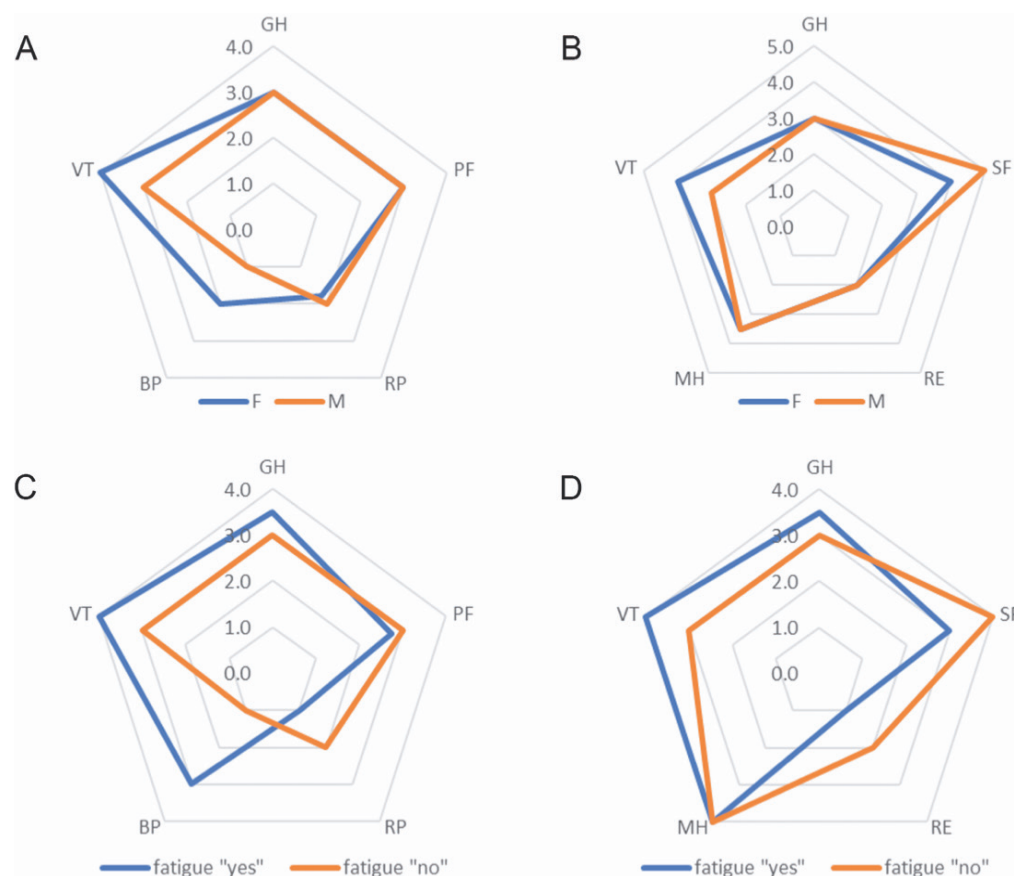 A
GH
4.0
3.0
2.0
1.0
0.0
VT
PF
BP
RP
F M
B
GH
5.0
4.0
3.0
2.0
1.0
0.0
VT
SF
MH
RE
F M
C
GH
4.0
3.0
2.0
1.0
0.0
VT
PF
BP
RP
fatigue "yes" fatigue "no"
D
GH
4.0
3.0
2.0
1.0
0.0
VT
SF
MH
RE
fatigue "yes" fatigue "no"